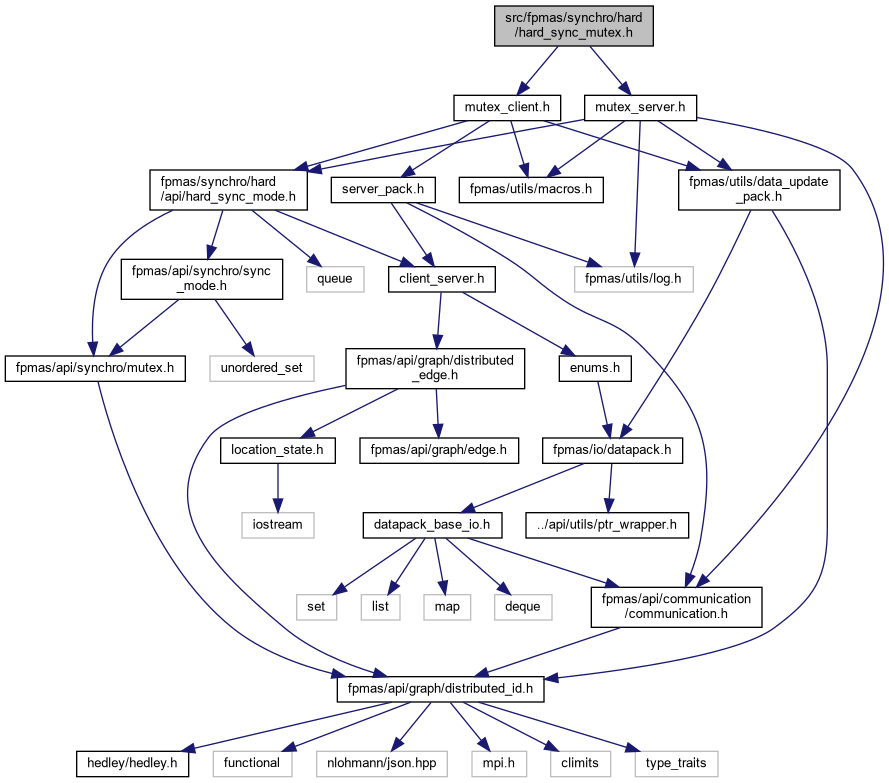 src/fpmas/synchro/hard
/hard_sync_mutex.h
mutex_client.h
mutex_server.h
fpmas/synchro/hard
/api/hard_sync_mode.h
server_pack.h
fpmas/utils/macros.h
fpmas/utils/data_update
_pack.h
fpmas/api/synchro/sync
_mode.h
queue
client_server.h
fpmas/utils/log.h
fpmas/api/synchro/mutex.h
unordered_set
fpmas/api/graph/distributed
_edge.h
enums.h
location_state.h
fpmas/api/graph/edge.h
fpmas/io/datapack.h
iostream
datapack_base_io.h
../api/utils/ptr_wrapper.h
set
list
map
deque
fpmas/api/communication
/communication.h
fpmas/api/graph/distributed_id.h
hedley/hedley.h
functional
nlohmann/json.hpp
mpi.h
climits
type_traits